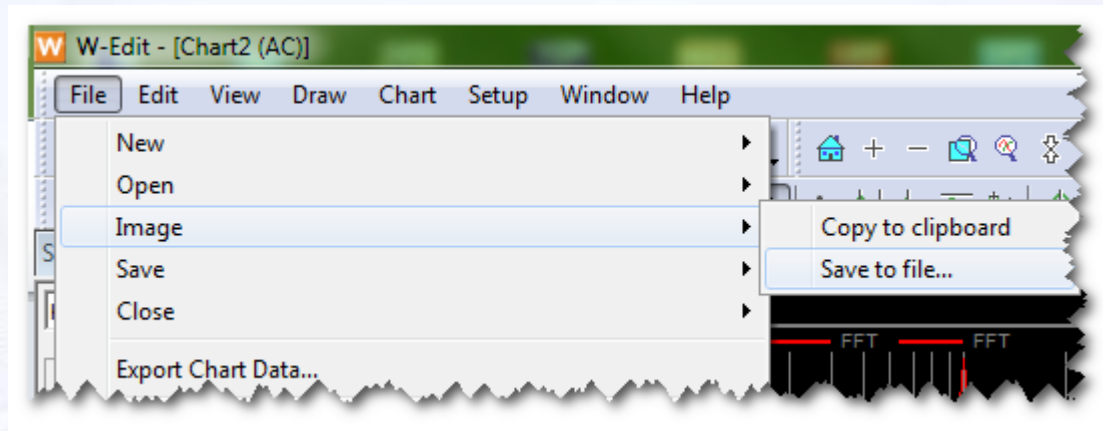 W W-Edit - [Chart2 (AC)]
File Edit View Draw Chart Setup Window Help
New
Open
Image
Copy to clipboard
Save
Save to file...
Close
FFT FFT
Export Chart Data...